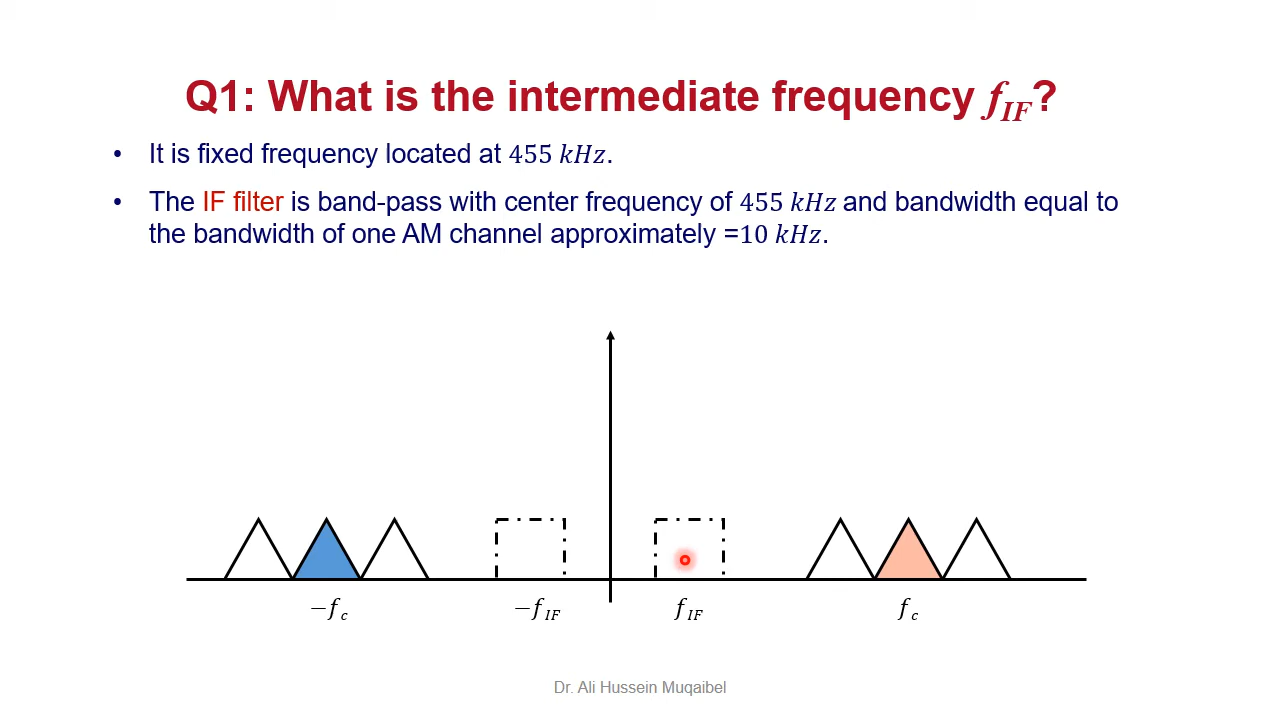 Q1: What is the intermediate frequency f_IF?
• It is fixed frequency located at 455 kHz.
• The IF filter is band-pass with center frequency of 455 kHz and bandwidth equal to
the bandwidth of one AM channel approximately =10 kHz.
−f_c −f_IF f_IF f_c
Dr. Ali Hussein Muqaibel